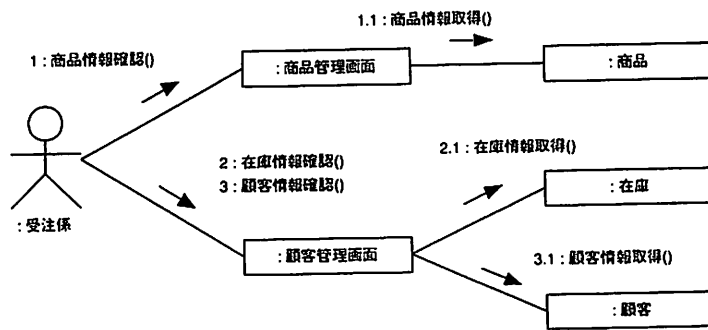 1.1 : 商品情報取得()
1 : 商品情報確認()
: 商品管理画面
: 商品
2 : 在庫情報確認()
3 : 顧客情報確認()
2.1 : 在庫情報取得()
: 在庫
: 受注係
: 顧客管理画面
3.1 : 顧客情報取得()
: 顧客